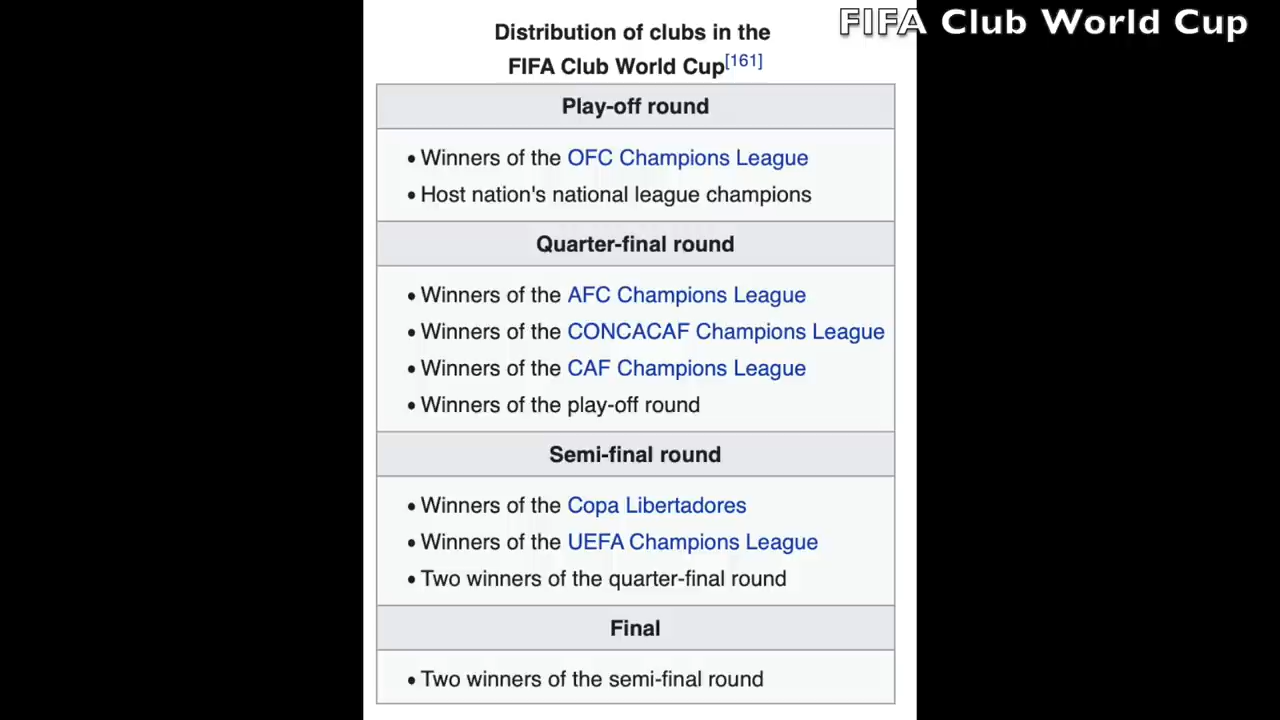 FIFA Club World Cup
Distribution of clubs in the
FIFA Club World Cup[161]
Play-off round
• Winners of the OFC Champions League
• Host nation's national league champions
Quarter-final round
• Winners of the AFC Champions League
• Winners of the CONCACAF Champions League
• Winners of the CAF Champions League
• Winners of the play-off round
Semi-final round
• Winners of the Copa Libertadores
• Winners of the UEFA Champions League
• Two winners of the quarter-final round
Final
• Two winners of the semi-final round